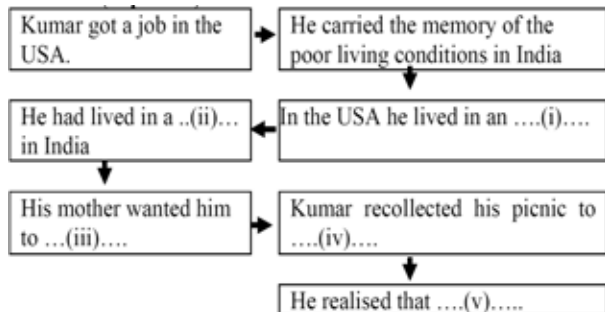 Kumar got a job in the
USA.
He carried the memory of the
poor living conditions in India
In the USA he lived in an ….(i)….
He had lived in a ..(ii)…
in India
His mother wanted him
to …(iii)….
Kumar recollected his picnic to
….(iv)….
He realised that ….(v)…..